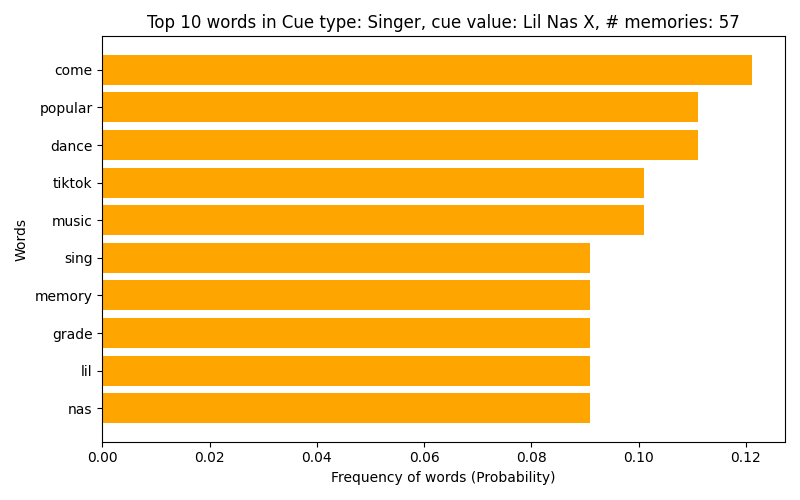 Top 10 words in Cue type: Singer, cue value: Lil Nas X, # memories: 57
come
popular
dance
tiktok
music
sing
memory
grade
lil
nas
Words
0.00 0.02 0.04 0.06 0.08 0.10 0.12
Frequency of words (Probability)